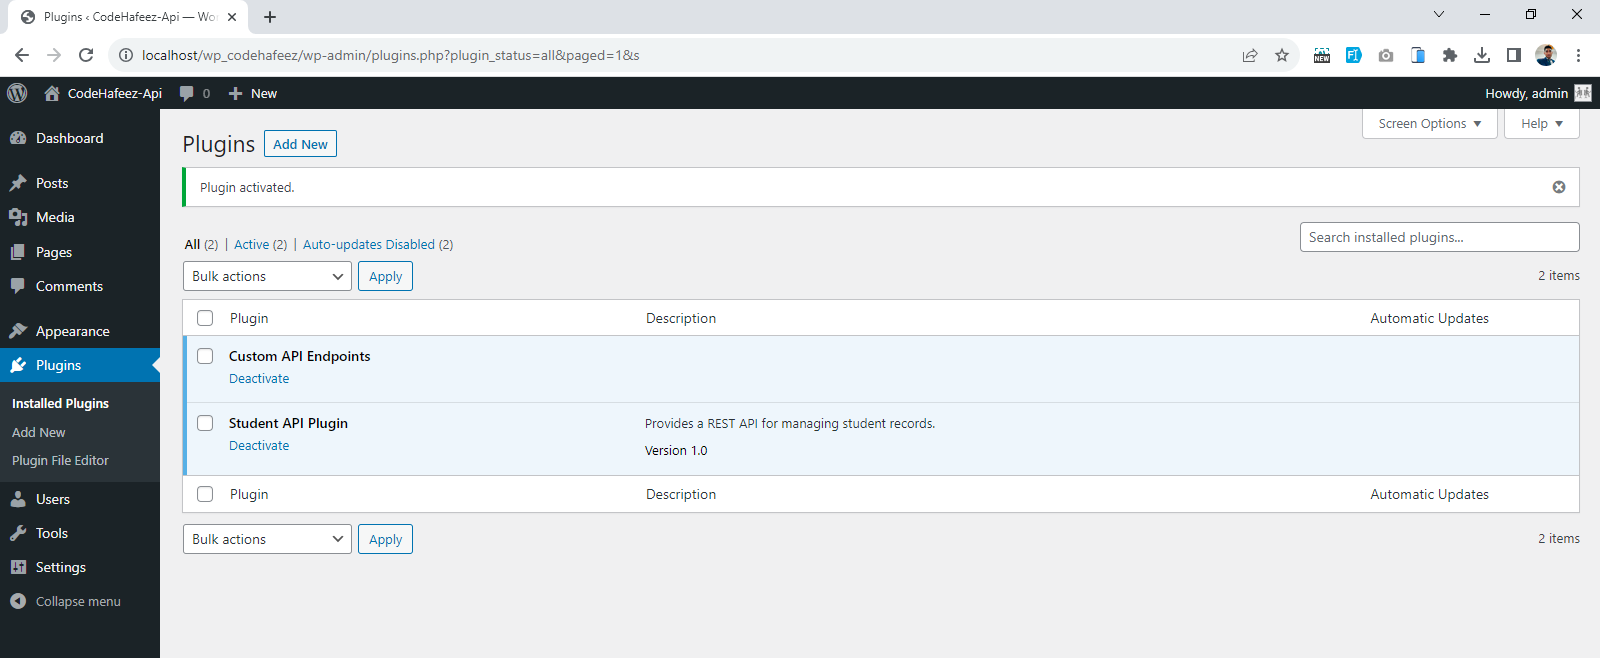 Plugins ‹ CodeHafeez-Api — Wor
localhost/wp_codehafeez/wp-admin/plugins.php?plugin_status=all&paged=1&s
NEW
CodeHafeez-Api 0 New Howdy, admin
Screen Options Help
Dashboard
Posts
Media
Pages
Comments
Appearance
Plugins
Installed Plugins
Add New
Plugin File Editor
Users
Tools
Settings
Collapse menu
Plugins Add New
Plugin activated.
All (2) | Active (2) | Auto-updates Disabled (2)
Search installed plugins...
Bulk actions Apply 2 items
Plugin Description Automatic Updates
Custom API Endpoints
Deactivate
Student API Plugin Provides a REST API for managing student records.
Deactivate Version 1.0
Plugin Description Automatic Updates
Bulk actions Apply 2 items